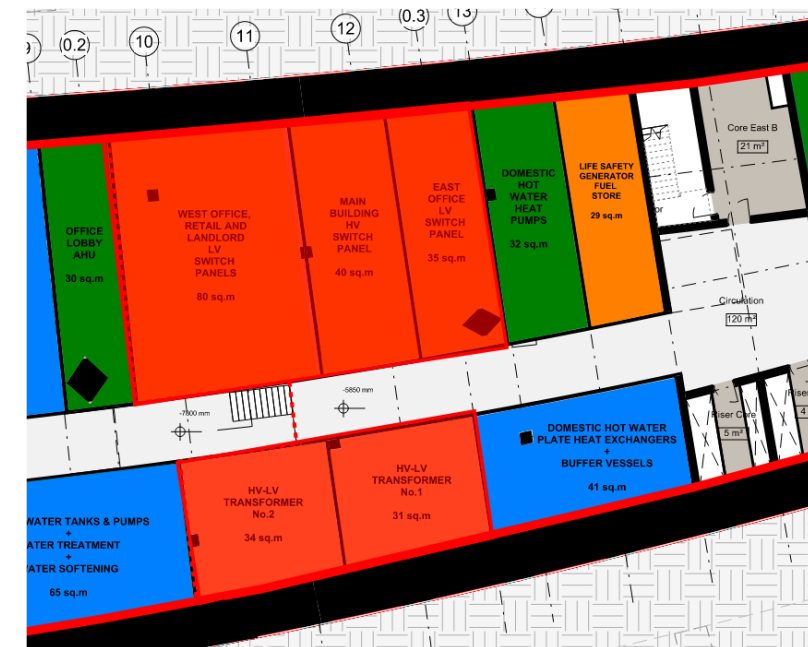 0.2
10
11
12
(0.3
13
OFFICE
LOBBY
AHU
30 sq.m
WEST OFFICE,
RETAIL AND
LANDLORD
LV
SWITCH
PANELS
80 sq.m
MAIN
BUILDING
HV
SWITCH
PANEL
40 sq.m
EAST
OFFICE
LV
SWITCH
PANEL
35 sq.m
DOMESTIC
HOT
WATER
HEAT
PUMPS
32 sq.m
LIFE SAFETY
GENERATOR
FUEL
STORE
29 sq.m
Core East B
21 m²
Circulation
120 m²
-7800 mm
-5850 mm
WATER TANKS & PUMPS
+
ATER TREATMENT
+
ATER SOFTENING
65 sq.m
HV-LV
TRANSFORMER
No.2
34 sq.m
HV-LV
TRANSFORMER
No.1
31 sq.m
DOMESTIC HOT WATER
PLATE HEAT EXCHANGERS
+
BUFFER VESSELS
41 sq.m
5 m²
4